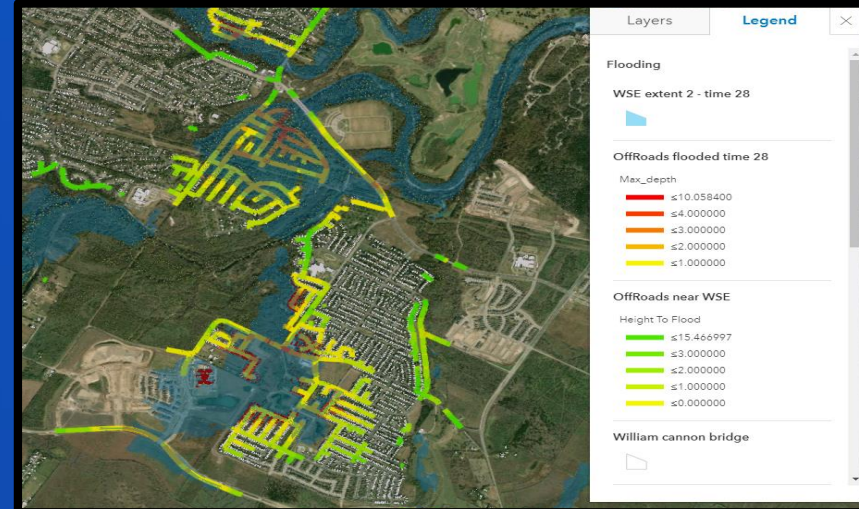 Layers Legend
Flooding
WSE extent 2 - time 28
OffRoads flooded time 28
Max_depth
≤10.058400
≤4.000000
≤3.000000
≤2.000000
≤1.000000
OffRoads near WSE
Height To Flood
≤15.466997
≤3.000000
≤2.000000
≤1.000000
≤0.000000
William cannon bridge